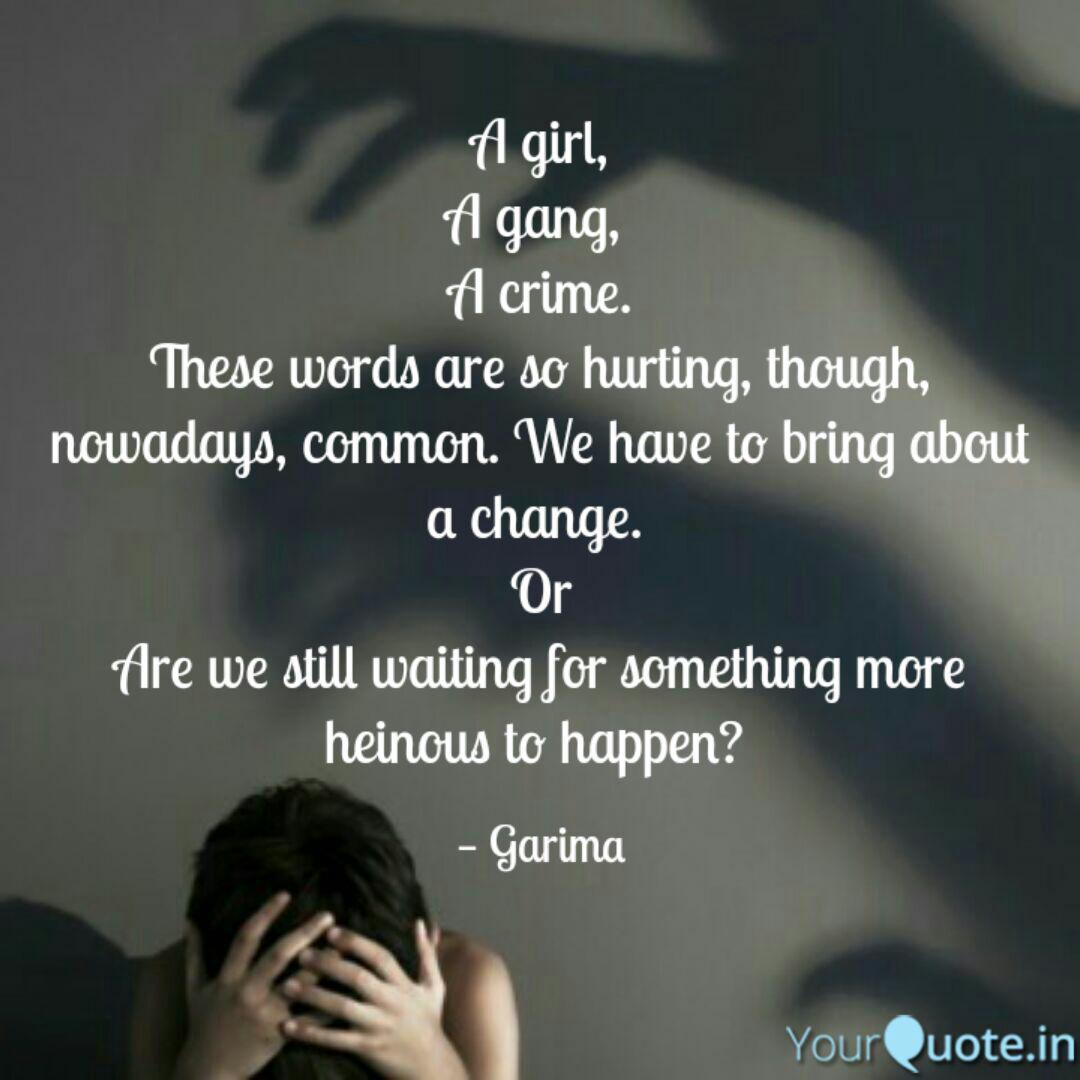 A girl,
A gang,
A crime.
These words are so hurting, though,
nowadays, common. We have to bring about
a change.
Or
Are we still waiting for something more
heinous to happen?
- Garima
YourQuote.in